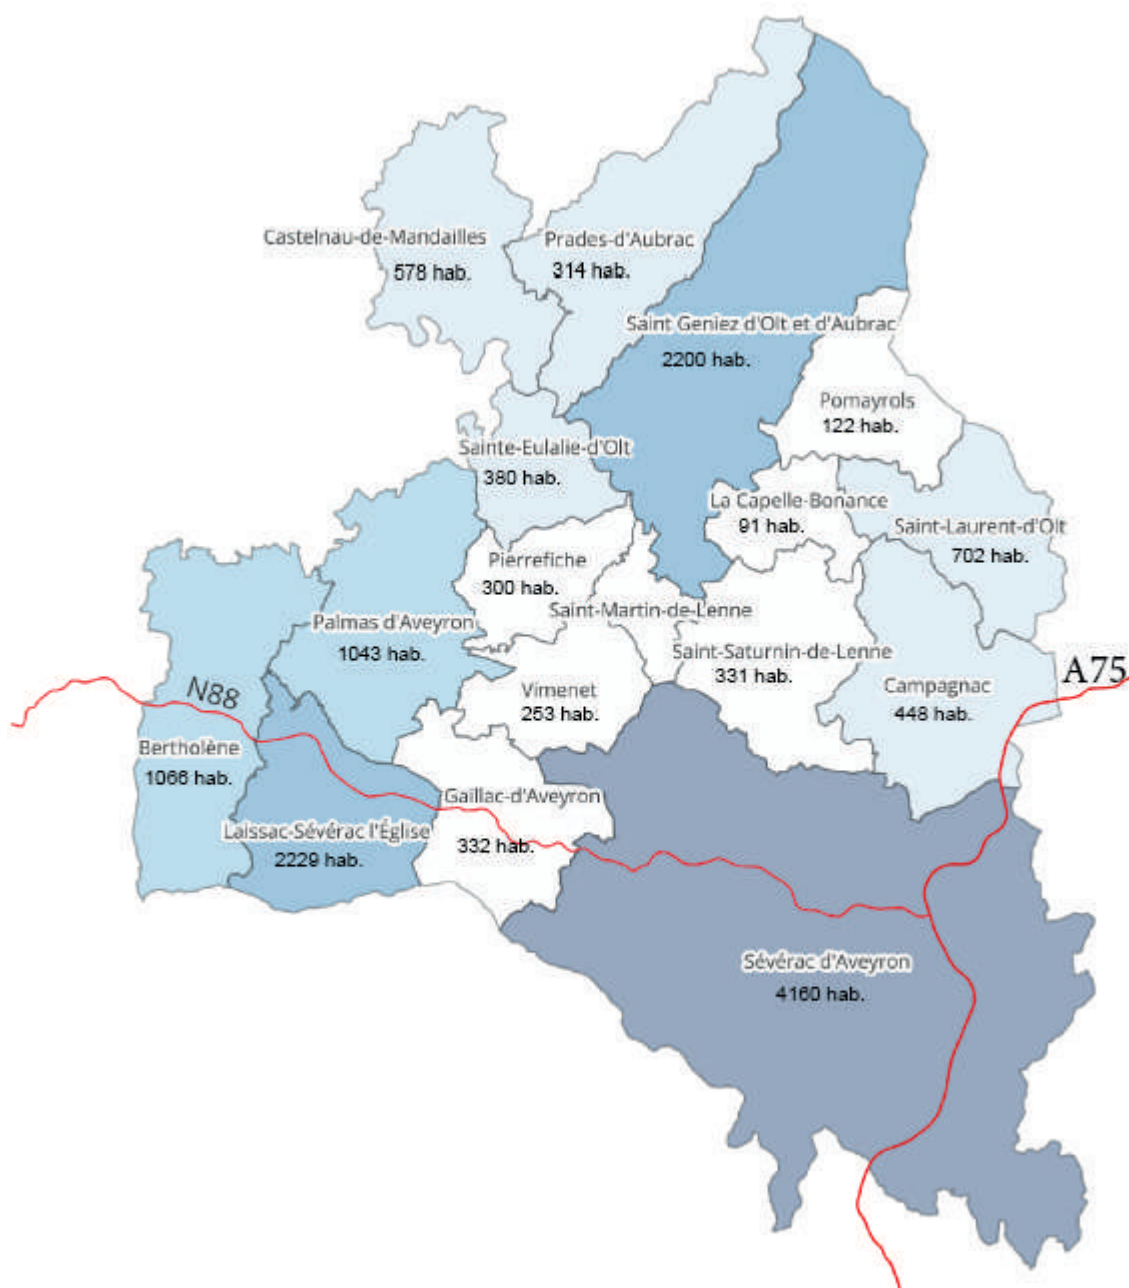 Castelnau-de-Mandailles
578 hab.
Prades-d'Aubrac
314 hab.
Saint Geniez d'Olt et d'Aubrac
2200 hab.
Pomayrols
122 hab.
Sainte-Eulalie-d'Olt
380 hab.
La Capelle-Bonance
91 hab.
Saint-Laurent-d'Olt
702 hab.
Pierrefiche
300 hab.
Saint-Martin-de-Lenne
Palmas d'Aveyron
1043 hab.
Saint-Saturnin-de-Lenne
331 hab.
A75
Campagnac
448 hab.
N88
Vimenet
253 hab.
Bertholène
1066 hab.
Gaillac-d'Aveyron
332 hab.
Laissac-Sévérac l'Église
2229 hab.
Sévérac d'Aveyron
4160 hab.